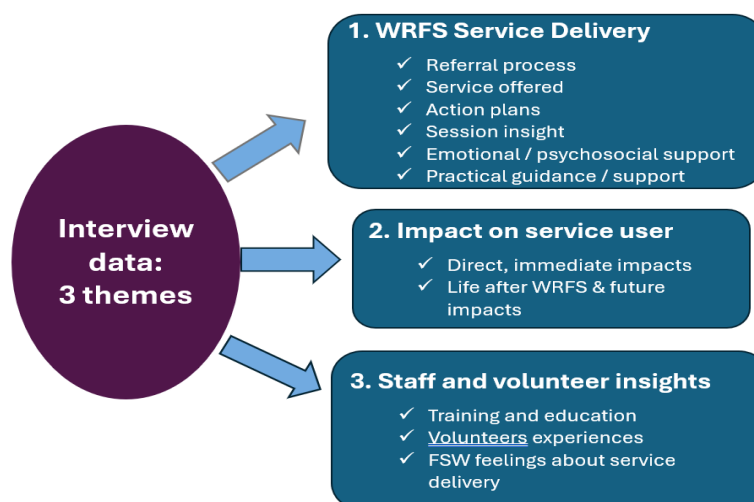 Interview
data:
3 themes
1. WRFS Service Delivery
✓ Referral process
✓ Service offered
✓ Action plans
✓ Session insight
✓ Emotional / psychosocial support
✓ Practical guidance / support
2. Impact on service user
✓ Direct, immediate impacts
✓ Life after WRFS & future
impacts
3. Staff and volunteer insights
✓ Training and education
✓ Volunteers experiences
✓ FSW feelings about service
delivery